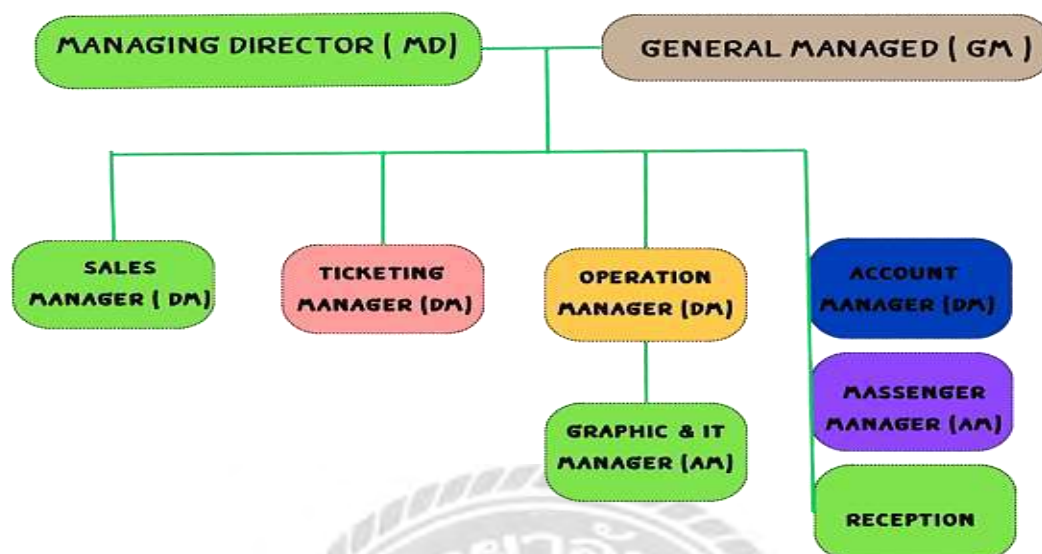 MANAGING DIRECTOR ( MD)
GENERAL MANAGED ( GM )
SALES
MANAGER ( DM)
TICKETING
MANAGER (DM)
OPERATION
MANAGER (DM)
ACCOUNT
MANAGER (DM)
MASSENGER
MANAGER (AM)
GRAPHIC & IT
MANAGER (AM)
RECEPTION